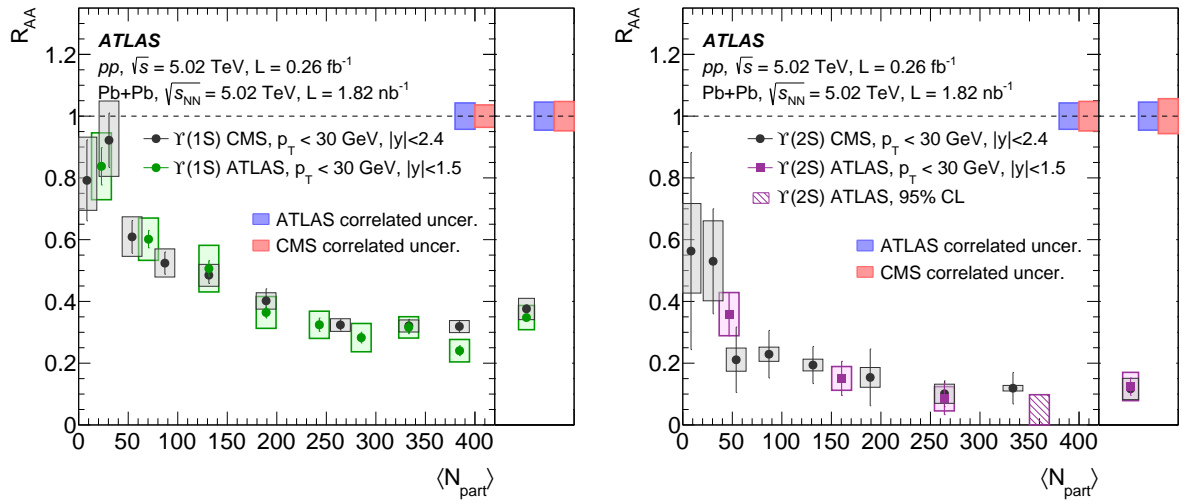 R_AA
ATLAS
pp, √s = 5.02 TeV, L = 0.26 fb⁻¹
Pb+Pb, √s_NN = 5.02 TeV, L = 1.82 nb⁻¹
ϒ(1S) CMS, p_T < 30 GeV, |y|<2.4
ϒ(1S) ATLAS, p_T < 30 GeV, |y|<1.5
ATLAS correlated uncer.
CMS correlated uncer.
1.2
1
0.8
0.6
0.4
0.2
0
0 50 100 150 200 250 300 350 400
⟨N_part⟩
R_AA
ATLAS
pp, √s = 5.02 TeV, L = 0.26 fb⁻¹
Pb+Pb, √s_NN = 5.02 TeV, L = 1.82 nb⁻¹
ϒ(2S) CMS, p_T < 30 GeV, |y|<2.4
ϒ(2S) ATLAS, p_T < 30 GeV, |y|<1.5
ϒ(2S) ATLAS, 95% CL
ATLAS correlated uncer.
CMS correlated uncer.
1.2
1
0.8
0.6
0.4
0.2
0
0 50 100 150 200 250 300 350 400
⟨N_part⟩